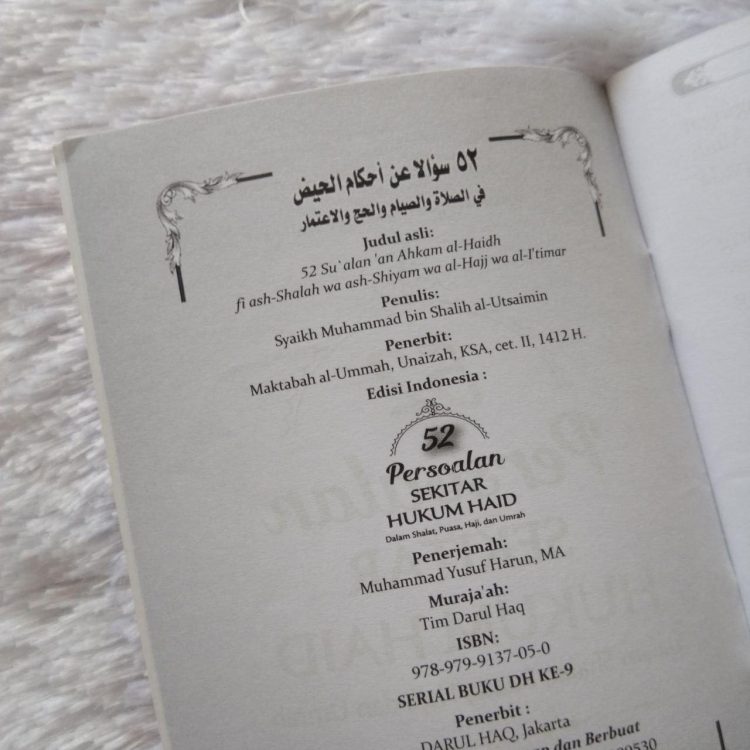 ٥٢ سؤالا عن أحكام الحيض
في الصلاة والصيام والحج والاعتمار
Judul asli:
52 Su`alan 'an Ahkam al-Haidh
fi ash-Shalah wa ash-Shiyam wa al-Hajj wa al-I'timar
Penulis:
Syaikh Muhammad bin Shalih al-Utsaimin
Penerbit:
Maktabah al-Ummah, Unaizah, KSA, cet. II, 1412 H.
Edisi Indonesia :
52
Persoalan
SEKITAR
HUKUM HAID
Dalam Shalat, Puasa, Haji, dan Umrah
Penerjemah:
Muhammad Yusuf Harun, MA
Muraja'ah:
Tim Darul Haq
ISBN:
978-979-9137-05-0
SERIAL BUKU DH KE-9
Penerbit :
DARUL HAQ, Jakarta
dan Berbuat